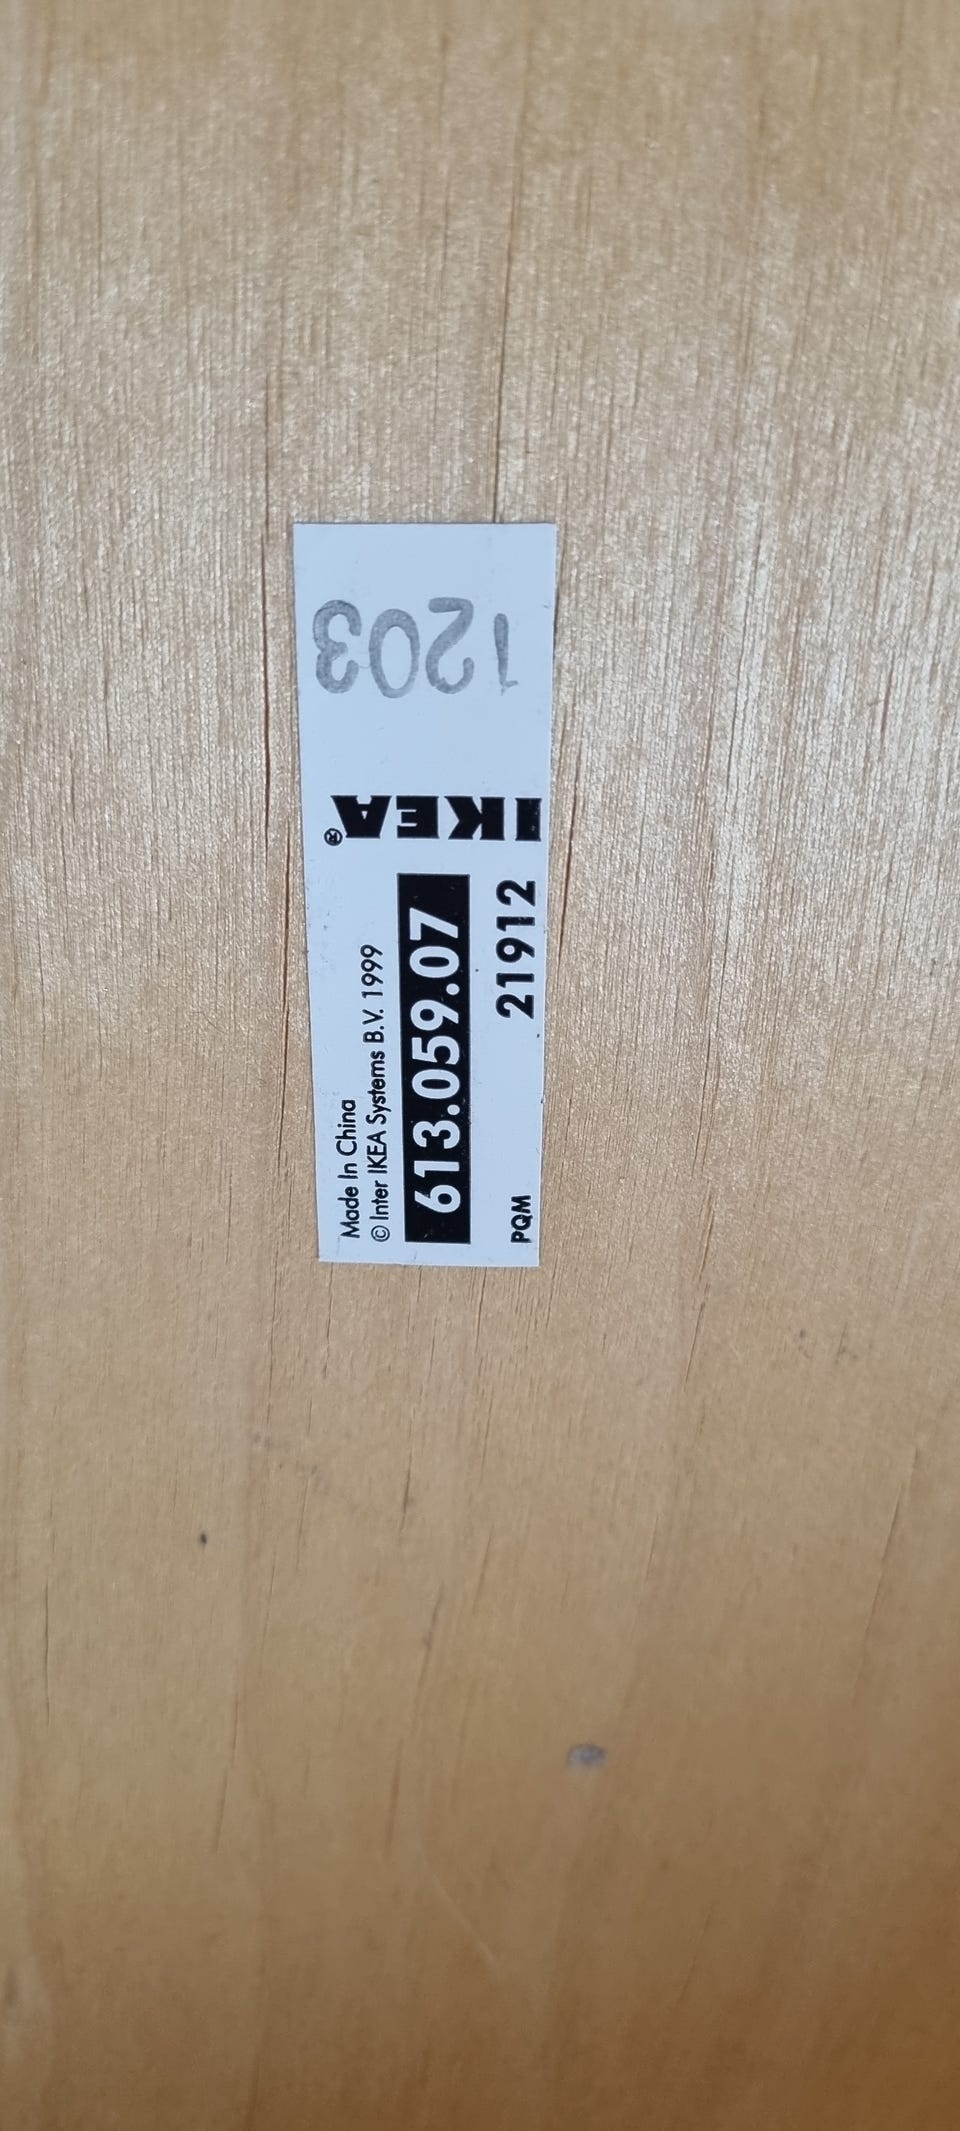 Made In China
© Inter IKEA Systems B.V. 1999
613.059.07
PQM 21912
IKEA®
1203